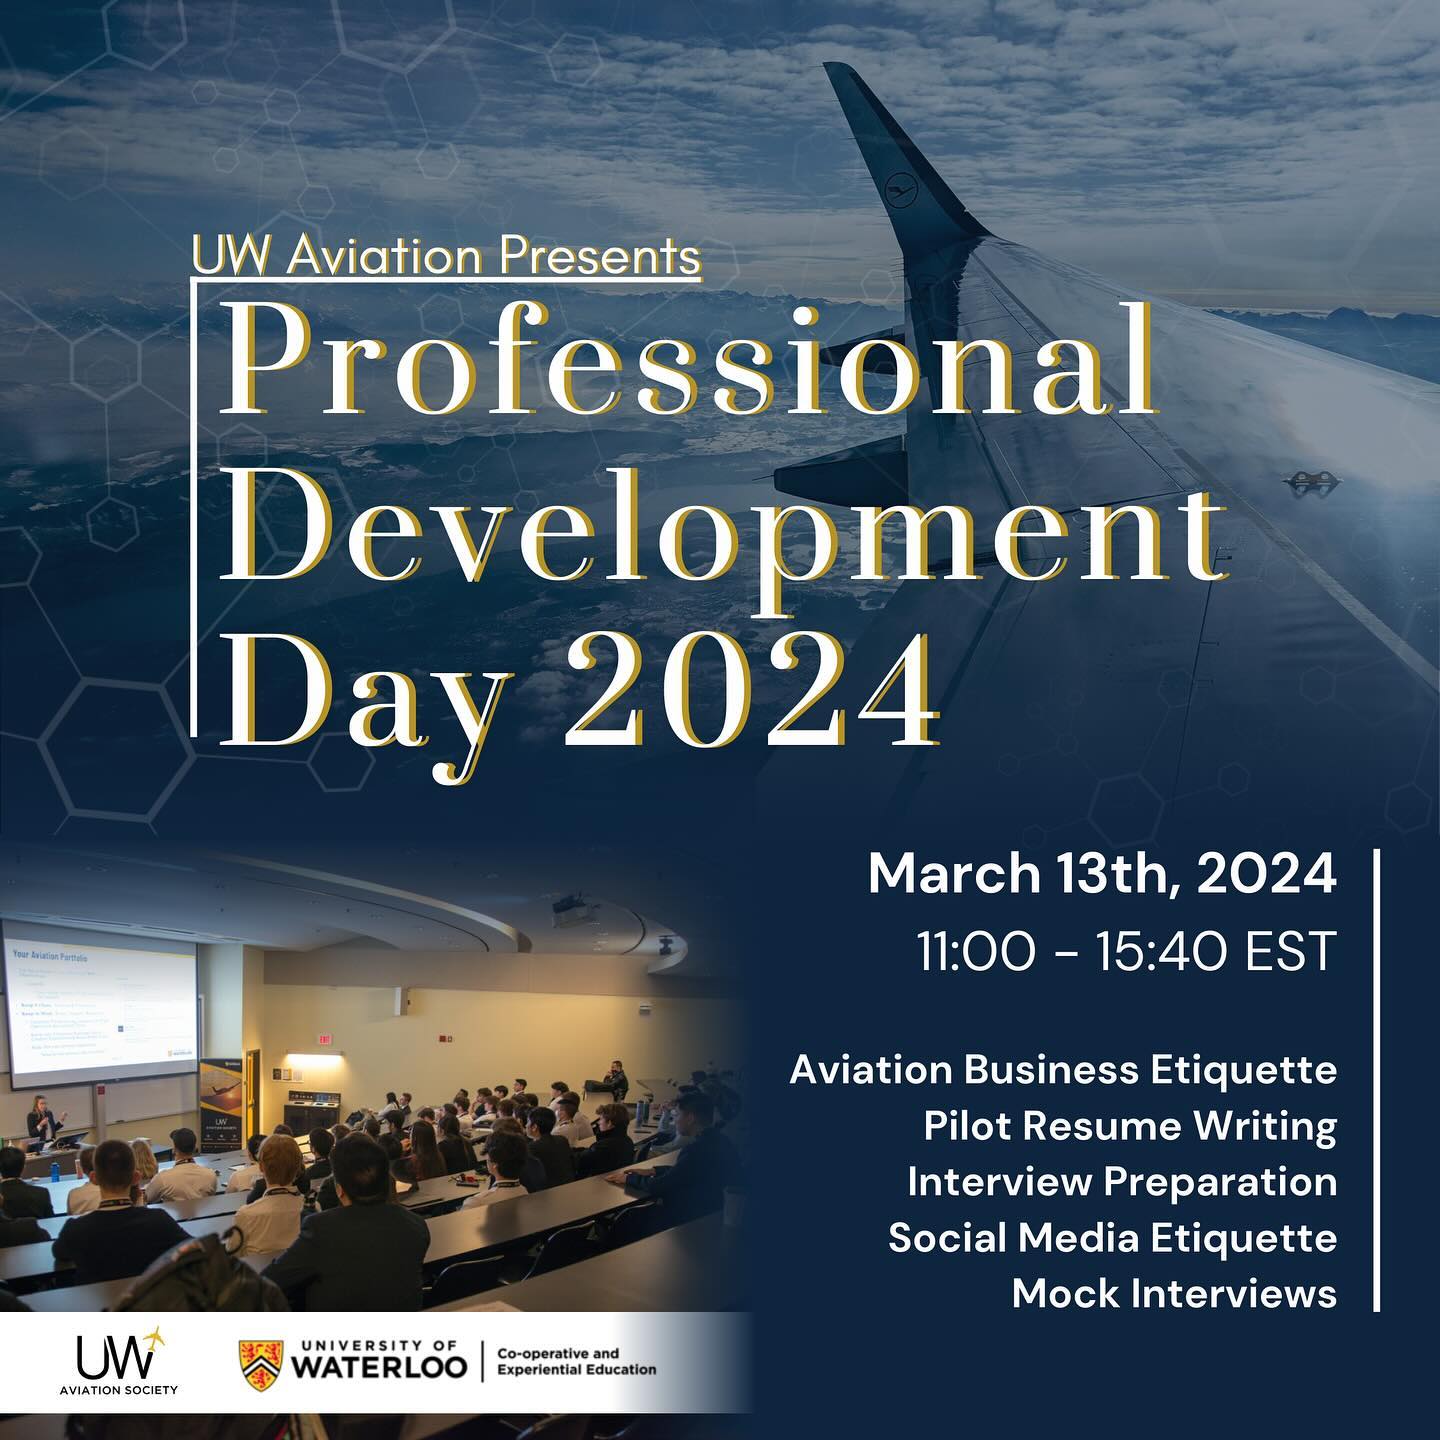 UW Aviation Presents
Professional
Development
Day 2024
March 13th, 2024
11:00 - 15:40 EST
Aviation Business Etiquette
Pilot Resume Writing
Interview Preparation
Social Media Etiquette
Mock Interviews
Your Aviation Portfolio
EXIT
UW
UW
AVIATION SOCIETY
UNIVERSITY OF
WATERLOO
Co-operative and
Experiential Education